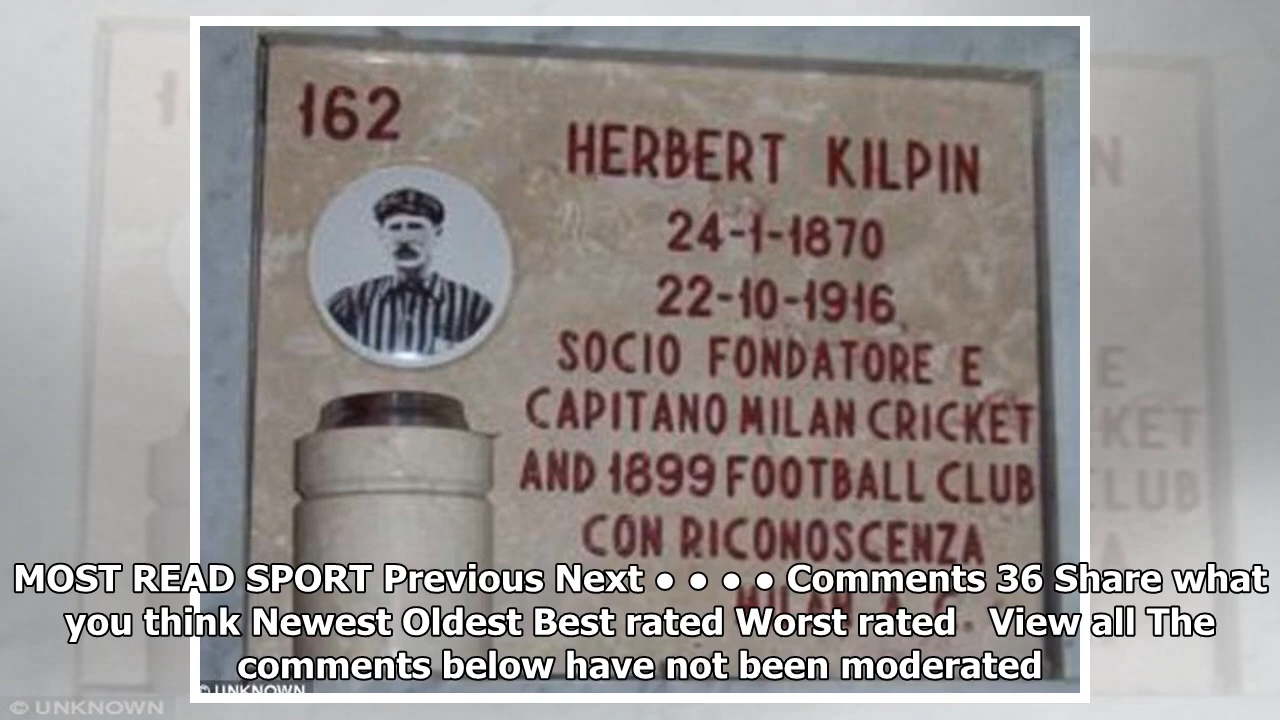 162
HERBERT KILPIN
24-1-1870
22-10-1916
SOCIO FONDATORE E
CAPITANO MILAN CRICKET
AND 1899 FOOTBALL CLUB
CON RICONOSCENZA
MILAN A. C.
MOST READ SPORT Previous Next • • • • Comments 36 Share what
you think Newest Oldest Best rated Worst rated View all The
comments below have not been moderated
© UNKNOWN
© UNKNOWN